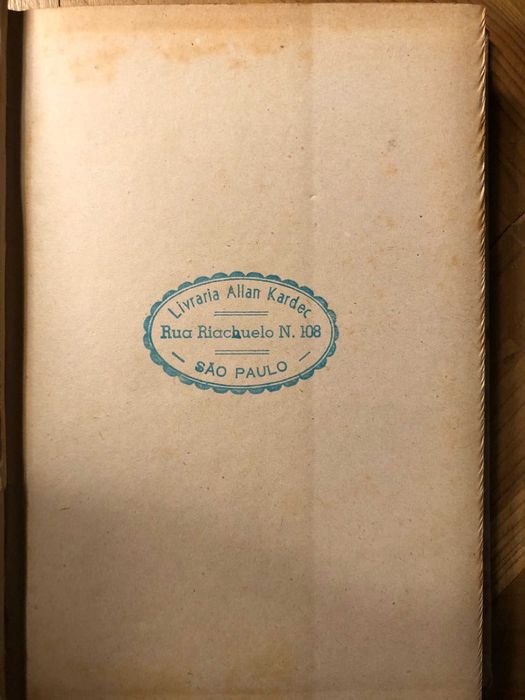 Livraria Allan Kardec
Rua Riachuelo N. 108
— SÃO PAULO —